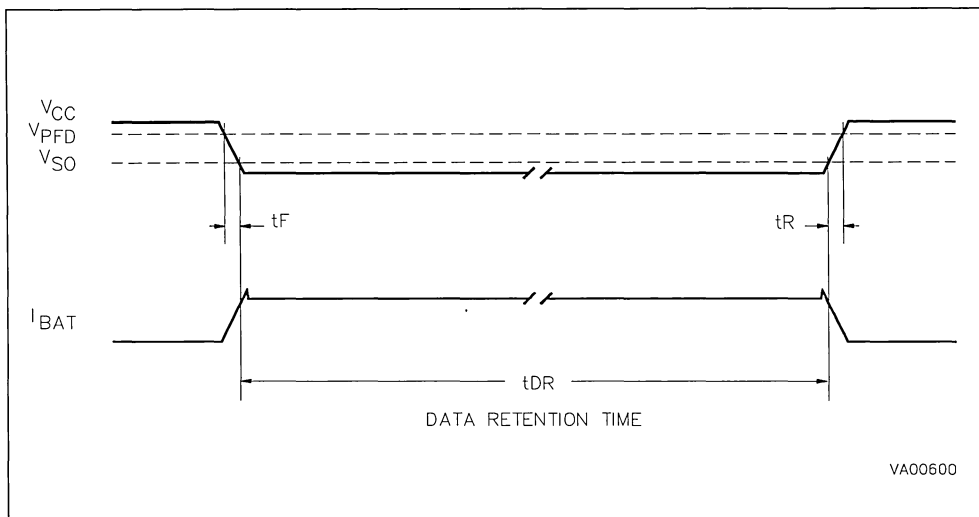 VCC
VPFD
VSO
tF
tR
IBAT
tDR
DATA RETENTION TIME
VA00600